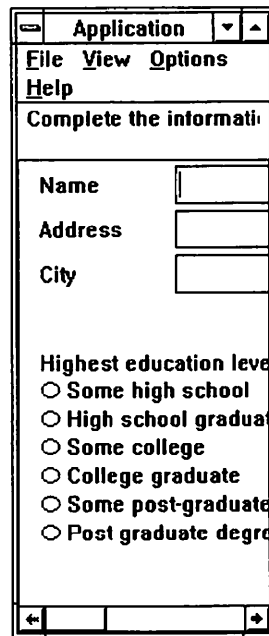 Application
File View Options
Help
Complete the informati
Name
Address
City
Highest education leve
Some high school
High school graduat
Some college
College graduate
Some post-graduate
Post graduate degre